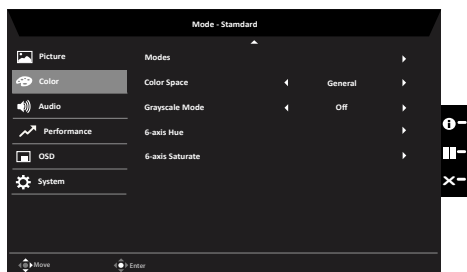 Mode - Standard
Picture
Modes
Color
Color Space General
Audio
Grayscale Mode Off
Performance
6-axis Hue
OSD
6-axis Saturate
System
Move Enter